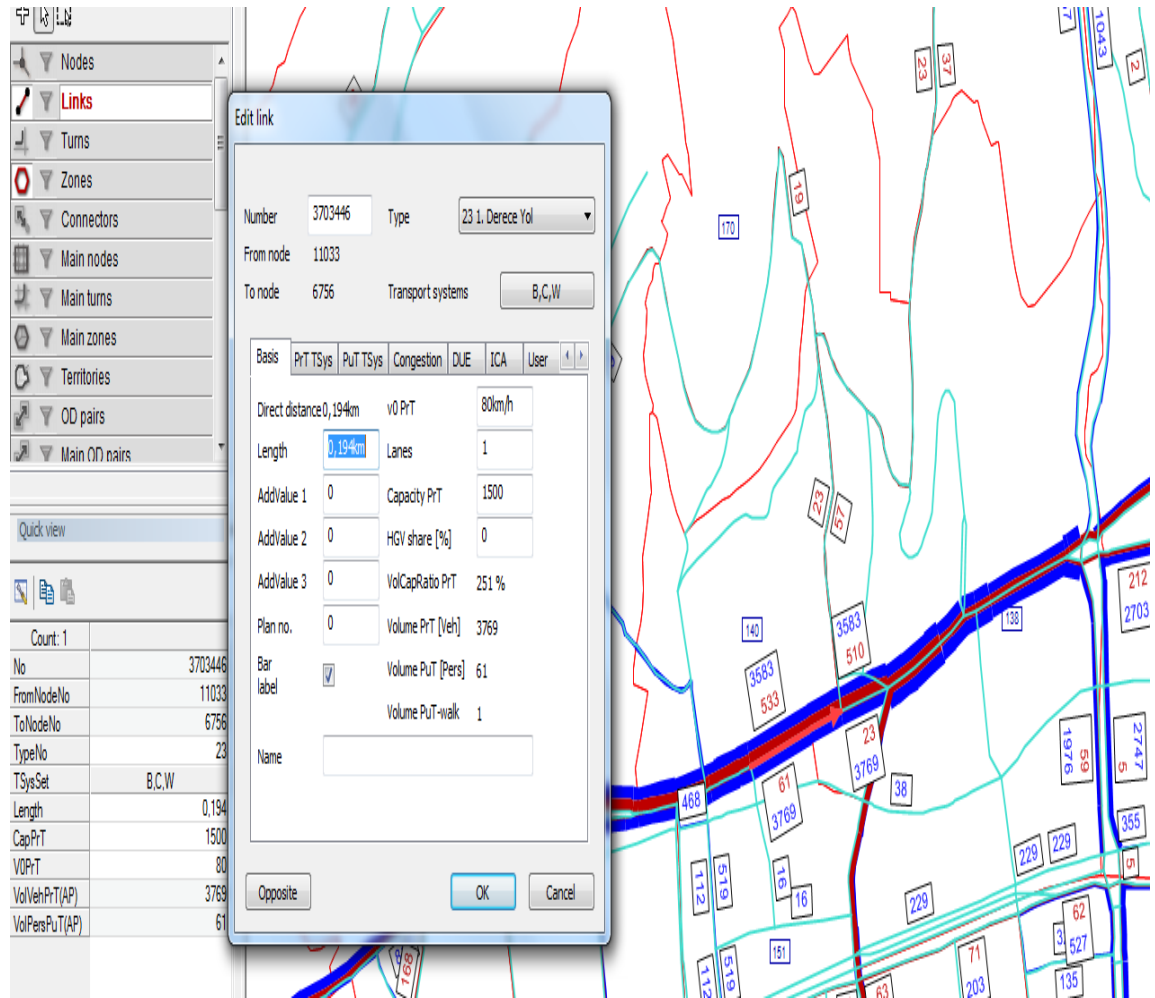 Nodes
Links
Turns
Zones
Connectors
Main nodes
Main turns
Main zones
Territories
OD pairs
Main OD pairs
Quick view
Count: 1
No 3703446
FromNodeNo 11033
ToNodeNo 6756
TypeNo 23
TSysSet B,C,W
Length 0,194
CapPrT 1500
V0PrT 80
VolVehPrT(AP) 3769
VolPersPuT(AP) 61
Edit link
Number 3703446 Type 23 1. Derece Yol
From node 11033
To node 6756 Transport systems B,C,W
Basis PrT TSys PuT TSys Congestion DUE ICA User
Direct distance 0,194km v0 PrT 80km/h
Length 0,194km Lanes 1
AddValue 1 0 Capacity PrT 1500
AddValue 2 0 HGV share [%] 0
AddValue 3 0 VolCapRatio PrT 251 %
Plan no. 0 Volume PrT [Veh] 3769
Bar label Volume PuT [Pers] 61
Volume PuT-walk 1
Name
Opposite OK Cancel
23 37
1043
2
19
170
23 57
212
2703
138
140
3583
510
3583
533
23
3769
61
3769
468
38
1976
59
2747
5
355
5
229 229
112 519
16
16
229
62
527
151
71
203
135
112 519
168
63